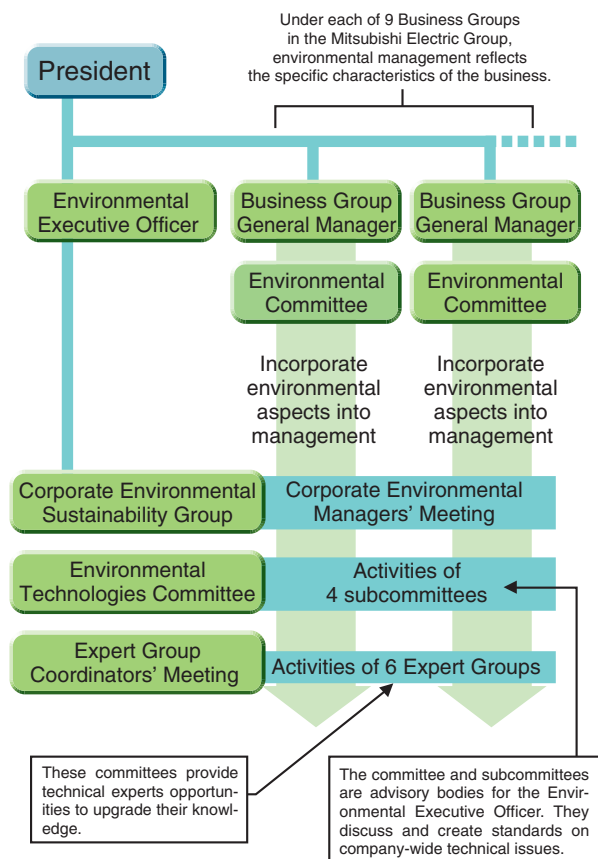 Under each of 9 Business Groups
in the Mitsubishi Electric Group,
environmental management reflects
the specific characteristics of the business.
President
Environmental
Executive Officer
Business Group
General Manager
Business Group
General Manager
Environmental
Committee
Environmental
Committee
Incorporate
environmental
aspects into
management
Incorporate
environmental
aspects into
management
Corporate Environmental
Sustainability Group
Corporate Environmental
Managers' Meeting
Environmental
Technologies Committee
Activities of
4 subcommittees
Expert Group
Coordinators' Meeting
Activities of 6 Expert Groups
These committees provide
technical experts opportu-
nities to upgrade their knowl-
edge.
The committee and subcommittees
are advisory bodies for the Envir-
onmental Executive Officer. They
discuss and create standards on
company-wide technical issues.